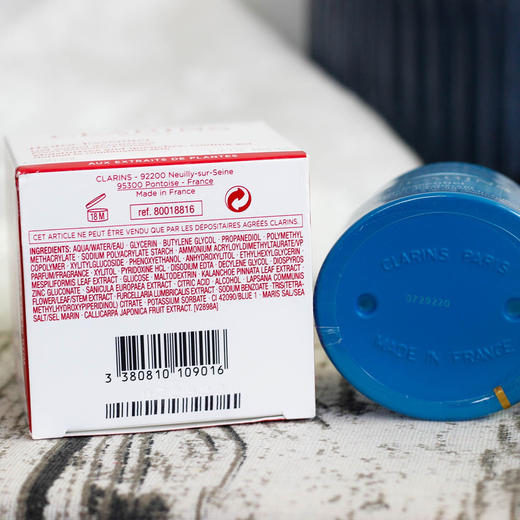 AUX EXTRAITS DE PLANTES
CLARINS - 92200 Neuilly-sur-Seine
95300 Pontoise - France
Made in France
18 M
ref. 80018816
CET ARTICLE NE PEUT ÊTRE VENDU QUE PAR LES DÉPOSITAIRES AGRÉÉS CLARINS.
INGREDIENTS: AQUA/WATER/EAU · GLYCERIN · BUTYLENE GLYCOL · PROPANEDIOL · POLYMETHYL
METHACRYLATE · SODIUM POLYACRYLATE STARCH · AMMONIUM ACRYLOYLDIMETHYLTAURATE/VP
COPOLYMER · XYLITYLGLUCOSIDE · PHENOXYETHANOL · ANHYDROXYLITOL · ETHYLHEXYLGLYCERIN ·
PARFUM/FRAGRANCE · XYLITOL · PYRIDOXINE HCL · DISODIUM EDTA · DECYLENE GLYCOL · DIOSPYROS
MESPILIFORMIS LEAF EXTRACT · GLUCOSE · MALTODEXTRIN · KALANCHOE PINNATA LEAF EXTRACT ·
ZINC GLUCONATE · SANICULA EUROPAEA EXTRACT · CITRIC ACID · ALCOHOL · LAPSANA COMMUNIS
FLOWER/LEAF/STEM EXTRACT · FURCELLARIA LUMBRICALIS EXTRACT · SODIUM BENZOATE · TRIS(TETRA-
METHYLHYDROXYPIPERIDINOL) CITRATE · POTASSIUM SORBATE · CI 42090/BLUE 1 · MARIS SAL/SEA
SALT/SEL MARIN · CALLICARPA JAPONICA FRUIT EXTRACT. [V2898A]
3 380810 109016
CLARINS PARIS
0729220
MADE IN FRANCE